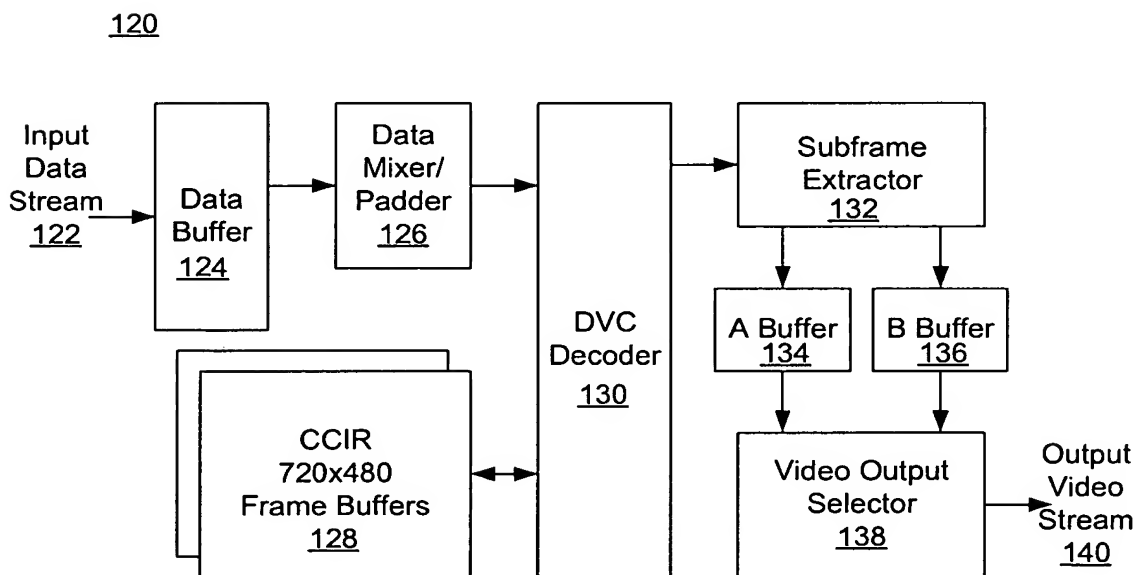 120
Input
Data
Stream
122
Data
Buffer
124
Data
Mixer/
Padder
126
DVC
Decoder
130
Subframe
Extractor
132
A Buffer
134
B Buffer
136
CCIR
720x480
Frame Buffers
128
Video Output
Selector
138
Output
Video
Stream
140